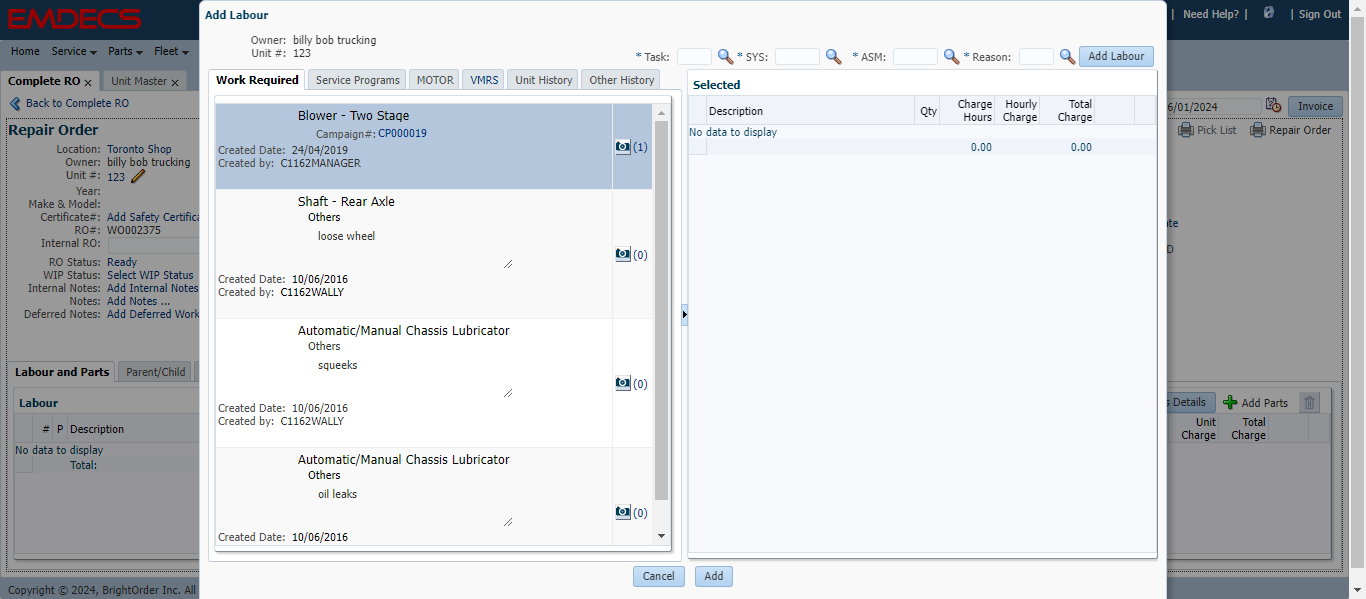 EMDECS
Need Help? | | Sign Out
Home Service Parts Fleet
Complete RO x Unit Master x
Back to Complete RO
Repair Order
Location: Toronto Shop
Owner: billy bob trucking
Unit #: 123
Year:
Make & Model:
Certificate#: Add Safety Certifica
RO#: WO002375
Internal RO:
RO Status: Ready
WIP Status: Select WIP Status
Internal Notes: Add Internal Notes
Notes: Add Notes ...
Deferred Notes: Add Deferred Work
Labour and Parts Parent/Child
Labour
# P Description
No data to display
Total:
Copyright © 2024, BrightOrder Inc. All
Add Labour
Owner: billy bob trucking
Unit #: 123
* Task: * SYS: * ASM: * Reason: Add Labour
Work Required Service Programs MOTOR VMRS Unit History Other History
Blower - Two Stage
Campaign#: CP000019
Created Date: 24/04/2019
Created by: C1162MANAGER
(1)
Shaft - Rear Axle
Others
loose wheel
(0)
Created Date: 10/06/2016
Created by: C1162WALLY
Automatic/Manual Chassis Lubricator
Others
squeeks
(0)
Created Date: 10/06/2016
Created by: C1162WALLY
Automatic/Manual Chassis Lubricator
Others
oil leaks
(0)
Created Date: 10/06/2016
Selected
Description Qty Charge Hours Hourly Charge Total Charge
No data to display
0.00 0.00
Cancel Add
6/01/2024 Invoice
Pick List Repair Order
te
D
s Details Add Parts
Unit Charge Total Charge